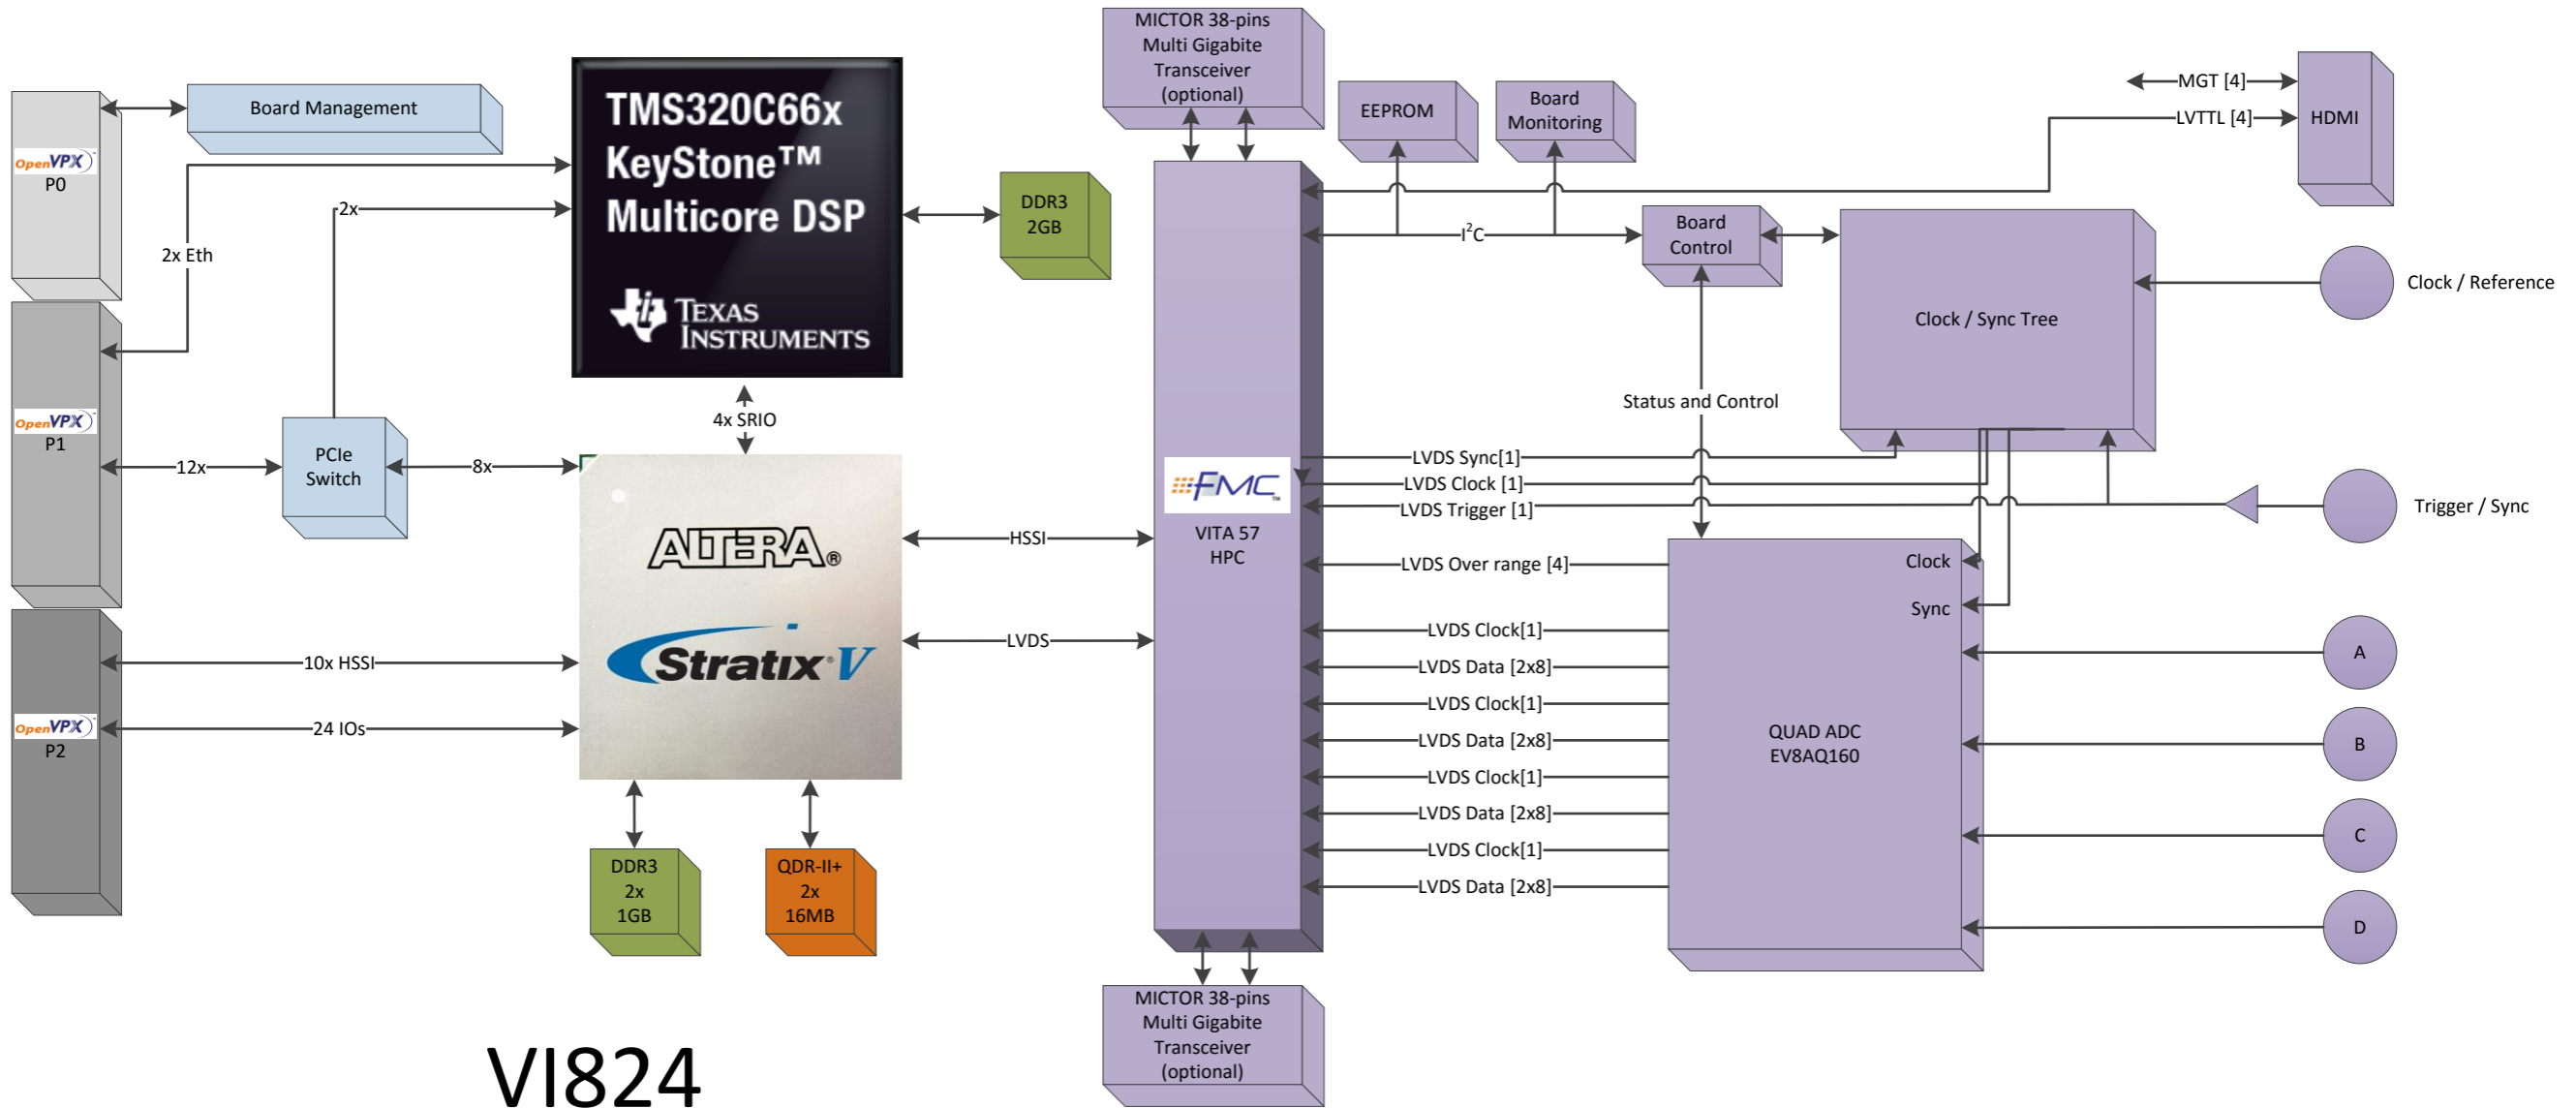 MICTOR 38-pins
Multi Gigabite
Transceiver
(optional)
EEPROM
Board
Monitoring
MGT [4]
LVTTL [4]
HDMI
Board Management
OpenVPX™
P0
TMS320C66x
KeyStone™
Multicore DSP
TEXAS
INSTRUMENTS
2x
2x Eth
DDR3
2GB
I²C
Board
Control
Clock / Sync Tree
Clock / Reference
Status and Control
OpenVPX™
P1
12x
PCIe
Switch
8x
4x SRIO
ALTERA®
Stratix® V
HSSI
LVDS
FMC™
VITA 57
HPC
LVDS Sync[1]
LVDS Clock [1]
LVDS Trigger [1]
Trigger / Sync
LVDS Over range [4]
LVDS Clock[1]
LVDS Data [2x8]
LVDS Clock[1]
LVDS Data [2x8]
LVDS Clock[1]
LVDS Data [2x8]
LVDS Clock[1]
LVDS Data [2x8]
Clock
Sync
QUAD ADC
EV8AQ160
A
B
C
D
10x HSSI
OpenVPX™
P2
24 IOs
DDR3
2x
1GB
QDR-II+
2x
16MB
MICTOR 38-pins
Multi Gigabite
Transceiver
(optional)
VI824